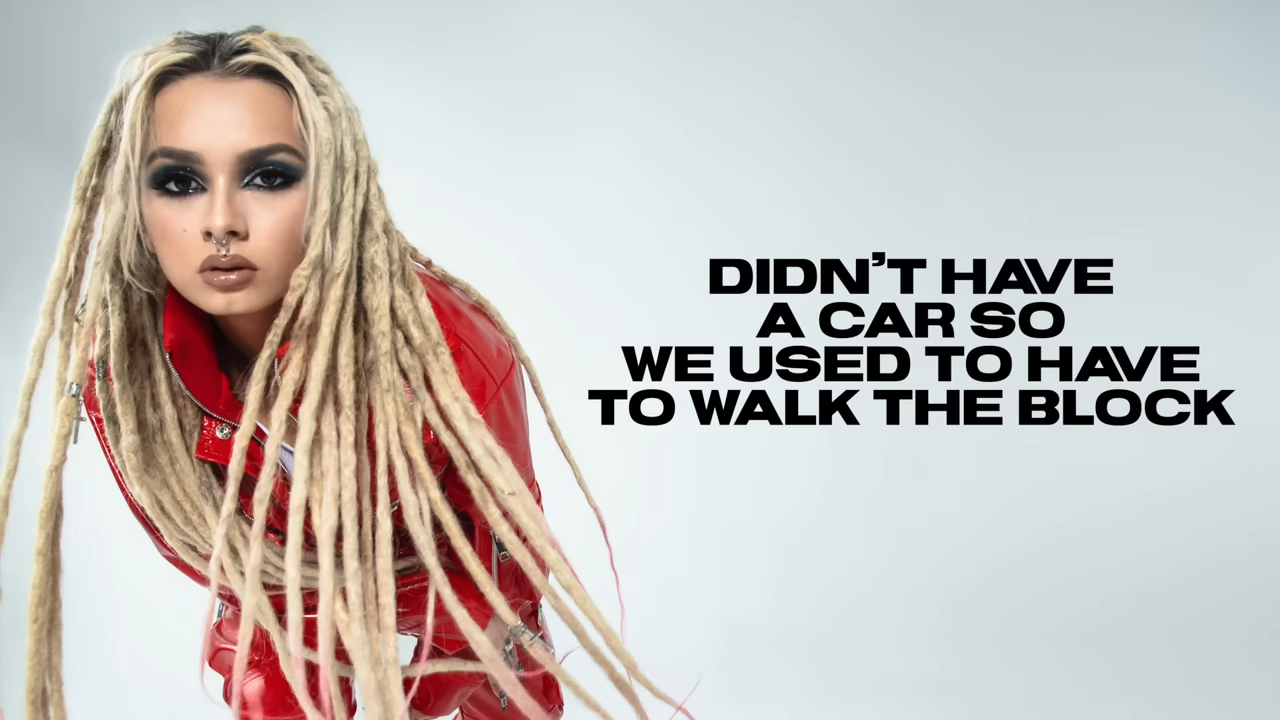 DIDN’T HAVE
A CAR SO
WE USED TO HAVE
TO WALK THE BLOCK